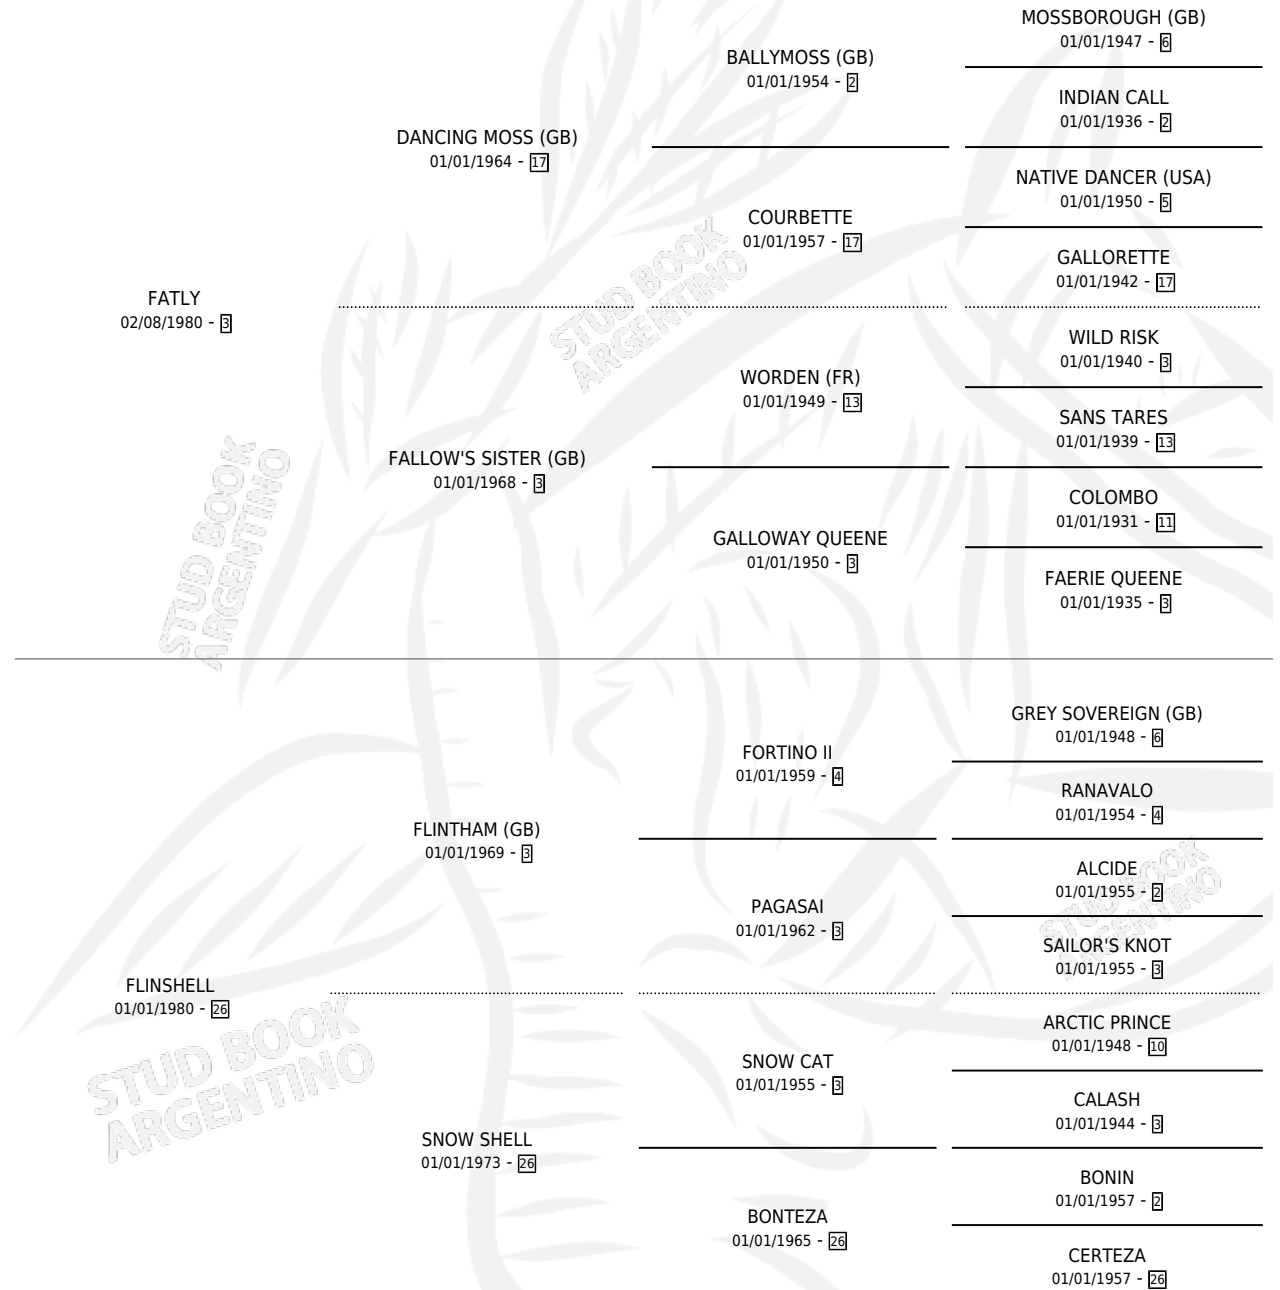 MOSSBOROUGH (GB)
01/01/1947 - 6
BALLYMOSS (GB)
01/01/1954 - 2
INDIAN CALL
01/01/1936 - 2
DANCING MOSS (GB)
01/01/1964 - 17
NATIVE DANCER (USA)
01/01/1950 - 5
COURBETTE
01/01/1957 - 17
GALLORETTE
01/01/1942 - 17
FATLY
02/08/1980 - 3
WILD RISK
01/01/1940 - 3
WORDEN (FR)
01/01/1949 - 13
SANS TARES
01/01/1939 - 13
FALLOW'S SISTER (GB)
01/01/1968 - 3
COLOMBO
01/01/1931 - 11
GALLOWAY QUEENE
01/01/1950 - 3
FAERIE QUEENE
01/01/1935 - 3
GREY SOVEREIGN (GB)
01/01/1948 - 6
FORTINO II
01/01/1959 - 4
RANAVALO
01/01/1954 - 4
FLINTHAM (GB)
01/01/1969 - 3
ALCIDE
01/01/1955 - 2
PAGASAI
01/01/1962 - 3
SAILOR'S KNOT
01/01/1955 - 3
FLINSHELL
01/01/1980 - 26
ARCTIC PRINCE
01/01/1948 - 10
SNOW CAT
01/01/1955 - 3
CALASH
01/01/1944 - 3
SNOW SHELL
01/01/1973 - 26
BONIN
01/01/1957 - 2
BONTEZA
01/01/1965 - 26
CERTEZA
01/01/1957 - 26
STUD BOOK
ARGENTINO
STUD BOOK
ARGENTINO
STUD BOOK
ARGENTINO
STUD BOOK
ARGENTINO